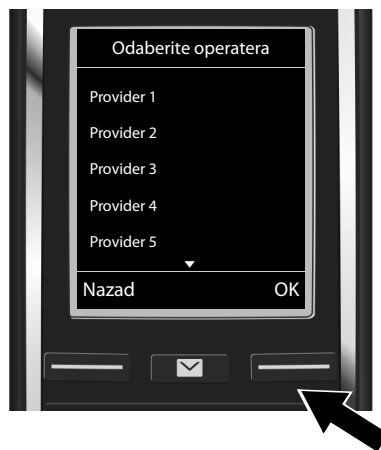 Odaberite operatera
Provider 1
Provider 2
Provider 3
Provider 4
Provider 5
Nazad OK